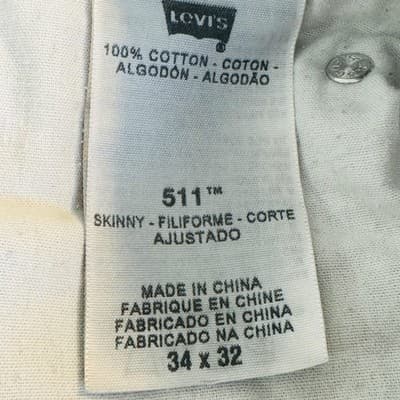 LEVI'S
100% COTTON - COTON -
ALGODÓN - ALGODÃO
511™
SKINNY - FILIFORME - CORTE
AJUSTADO
MADE IN CHINA
FABRIQUE EN CHINE
FABRICADO EN CHINA
FABRICADO NA CHINA
34 X 32